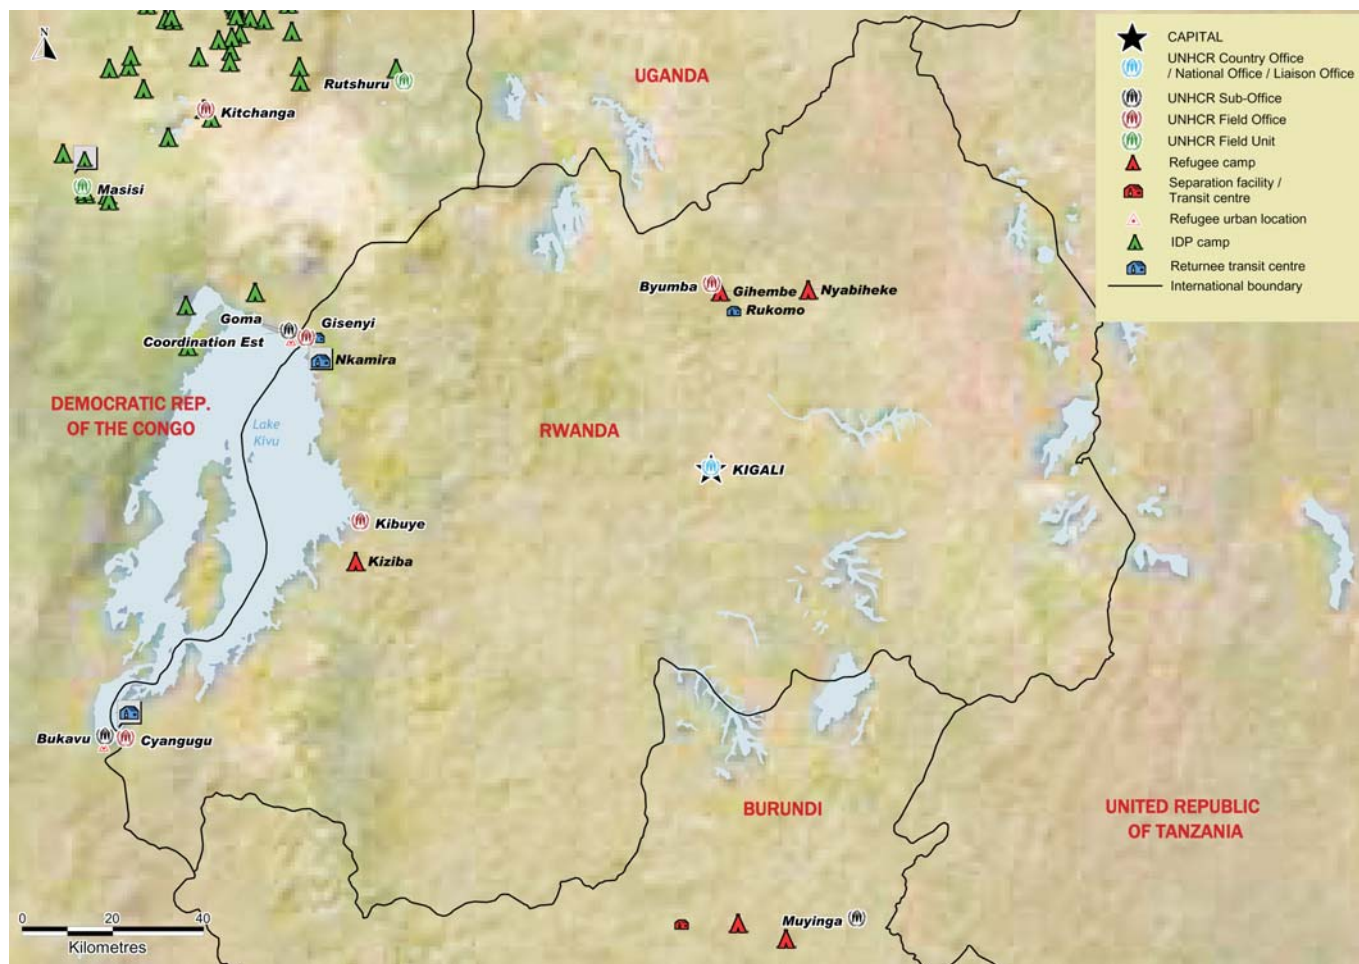 N
UGANDA
Rutshuru
Kitchanga
Masisi
CAPITAL
UNHCR Country Office
/ National Office / Liaison Office
UNHCR Sub-Office
UNHCR Field Office
UNHCR Field Unit
Refugee camp
Separation facility /
Transit centre
Refugee urban location
IDP camp
Returnee transit centre
International boundary
Byumba
Gihembe
Nyabiheke
Rukomo
Goma
Gisenyi
Coordination Est
Nkamira
DEMOCRATIC REP.
OF THE CONGO
Lake
Kivu
RWANDA
KIGALI
Kibuye
Kiziba
Bukavu
Cyangugu
BURUNDI
UNITED REPUBLIC
OF TANZANIA
Muyinga
0 20 40
Kilometres